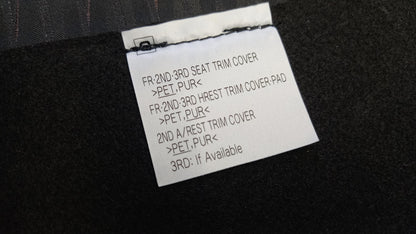 FR·2ND·3RD SEAT TRIM COVER
>PET,PUR<
FR·2ND·3RD HREST TRIM COVER·PAD
>PET,PUR<
2ND A/REST TRIM COVER
>PET,PUR<
3RD: If Available